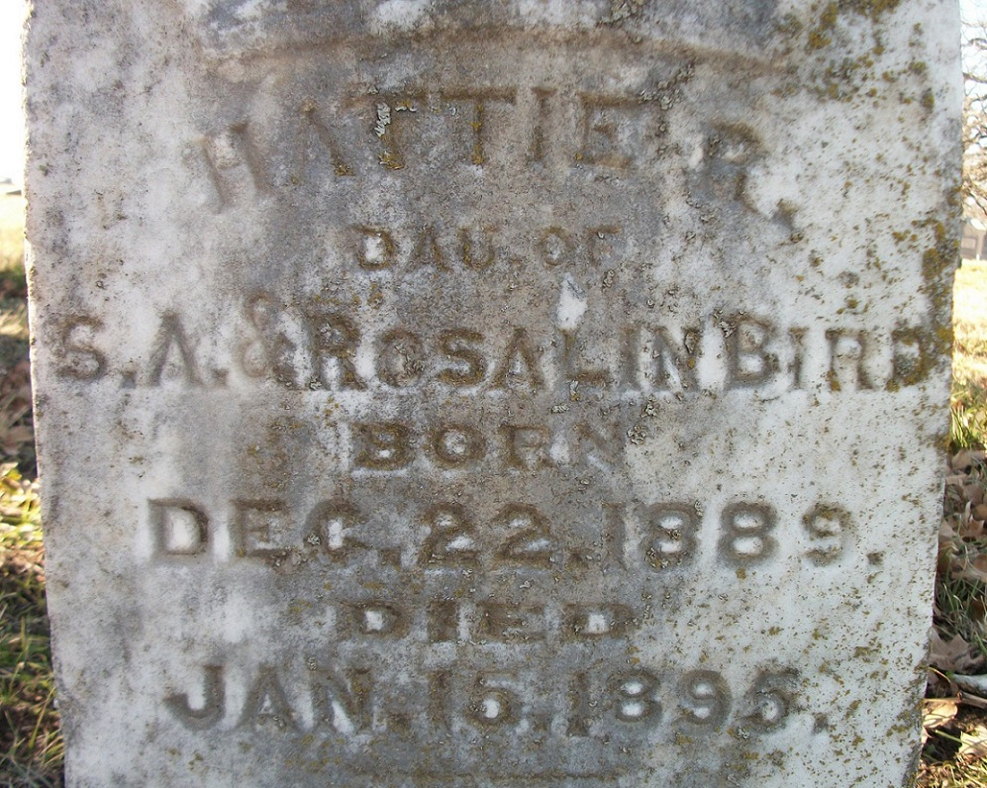 HATTIE R.
DAU. OF
S. A. & ROSALIN BIRD
BORN
DEC. 22. 1889.
DIED
JAN. 15. 1895.